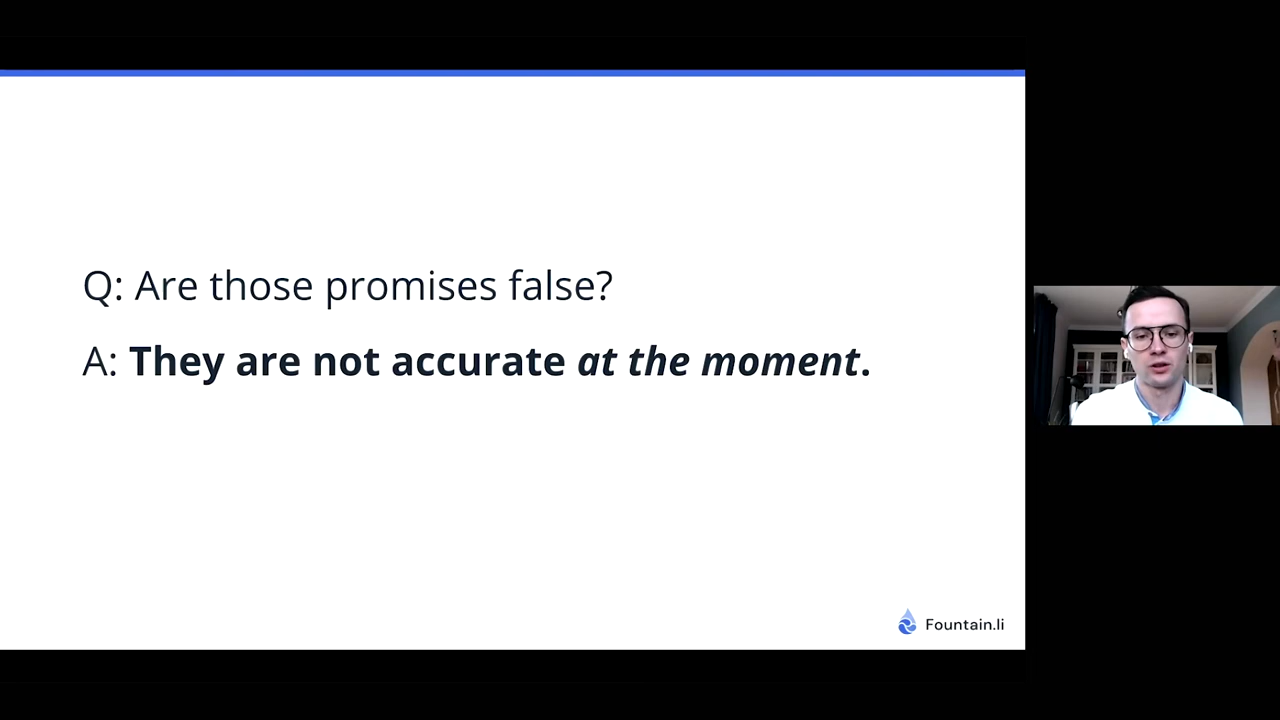 Q: Are those promises false?
A: They are not accurate at the moment.
Fountain.li